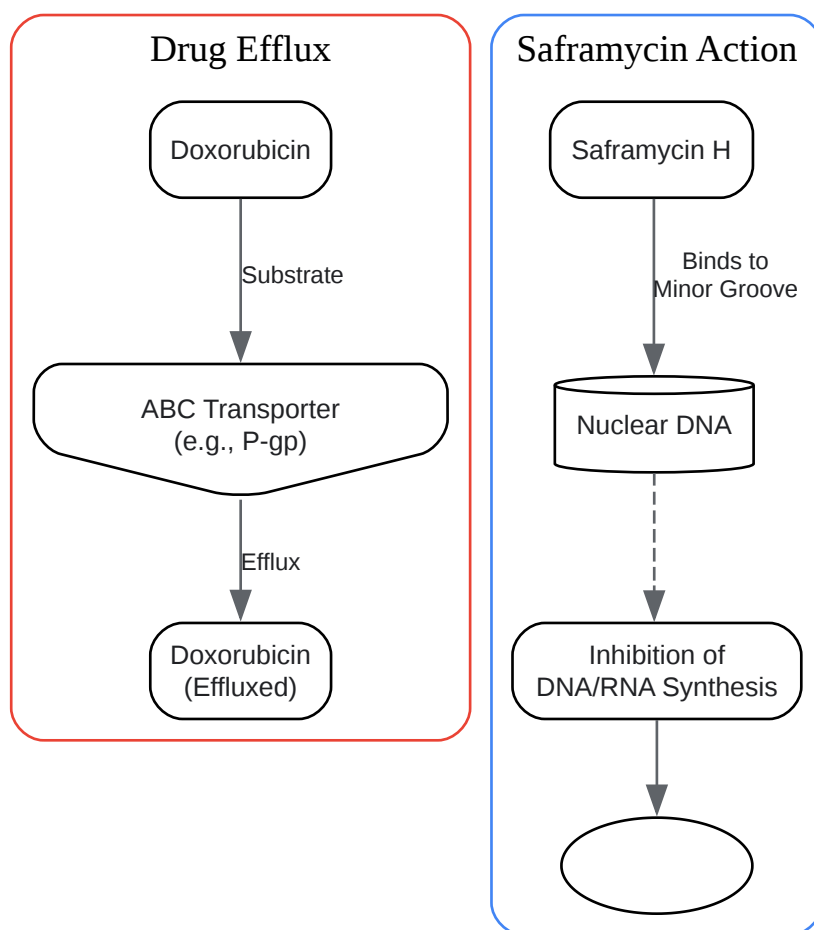 Drug Efflux
Doxorubicin
Substrate
ABC Transporter
(e.g., P-gp)
Efflux
Doxorubicin
(Effluxed)
Saframycin Action
Saframycin H
Binds to
Minor Groove
Nuclear DNA
Inhibition of
DNA/RNA Synthesis